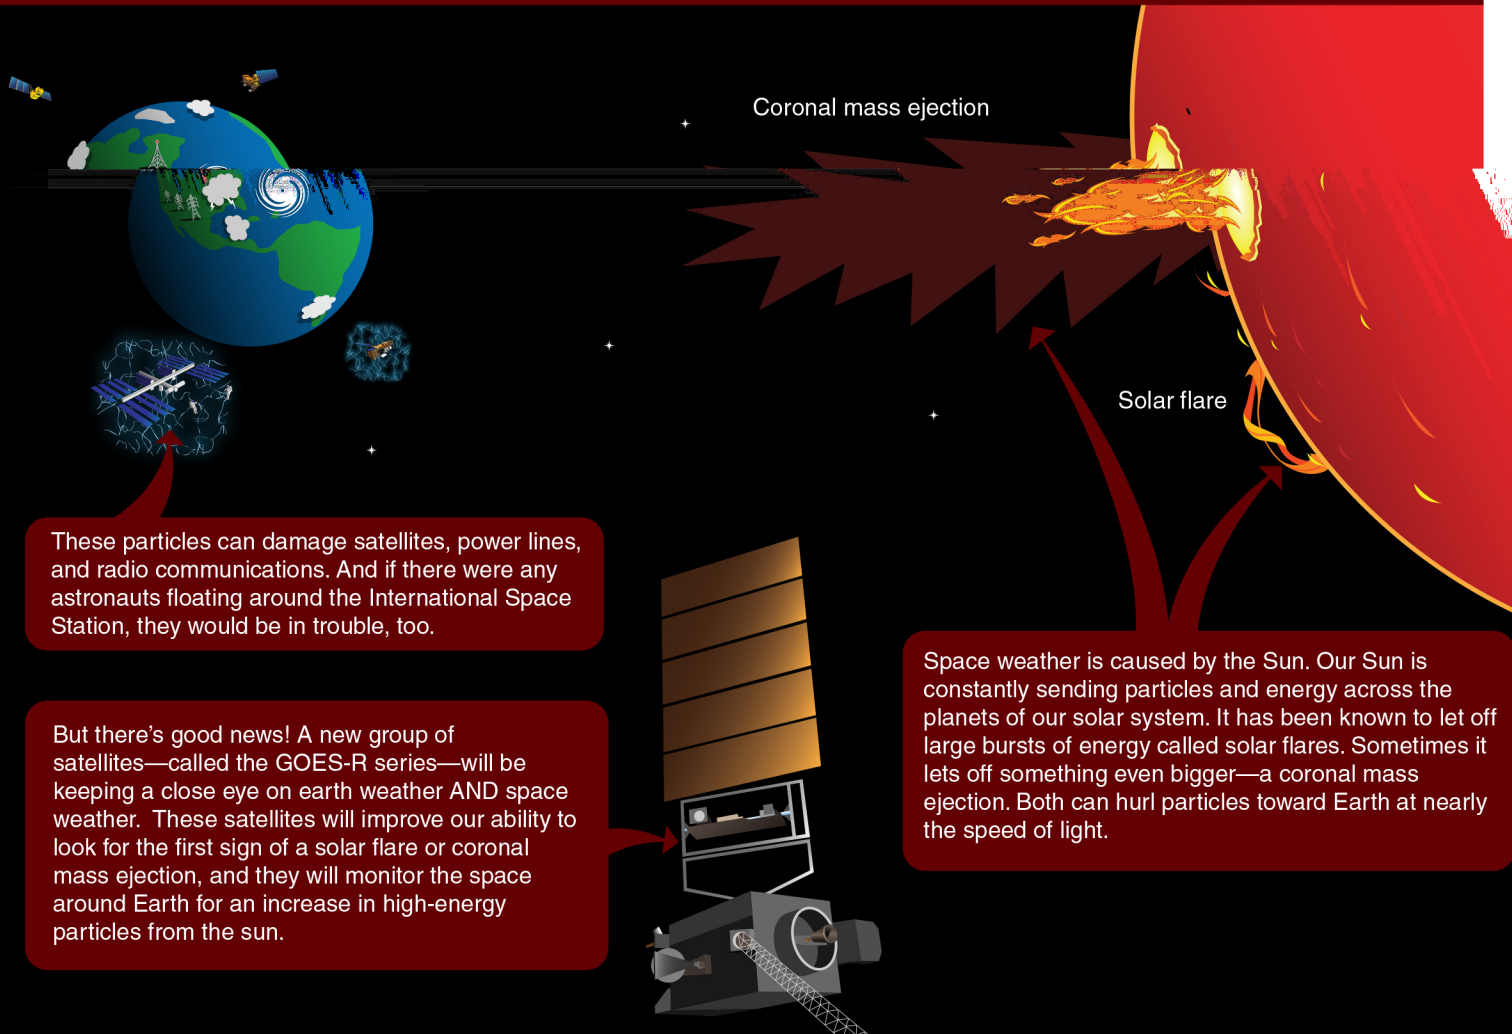 Coronal mass ejection
Solar flare
These particles can damage satellites, power lines,
and radio communications. And if there were any
astronauts floating around the International Space
Station, they would be in trouble, too.
Space weather is caused by the Sun. Our Sun is
constantly sending particles and energy across the
planets of our solar system. It has been known to let off
large bursts of energy called solar flares. Sometimes it
lets off something even bigger—a coronal mass
ejection. Both can hurl particles toward Earth at nearly
the speed of light.
But there’s good news! A new group of
satellites—called the GOES-R series—will be
keeping a close eye on earth weather AND space
weather.  These satellites will improve our ability to
look for the first sign of a solar flare or coronal
mass ejection, and they will monitor the space
around Earth for an increase in high-energy
particles from the sun.